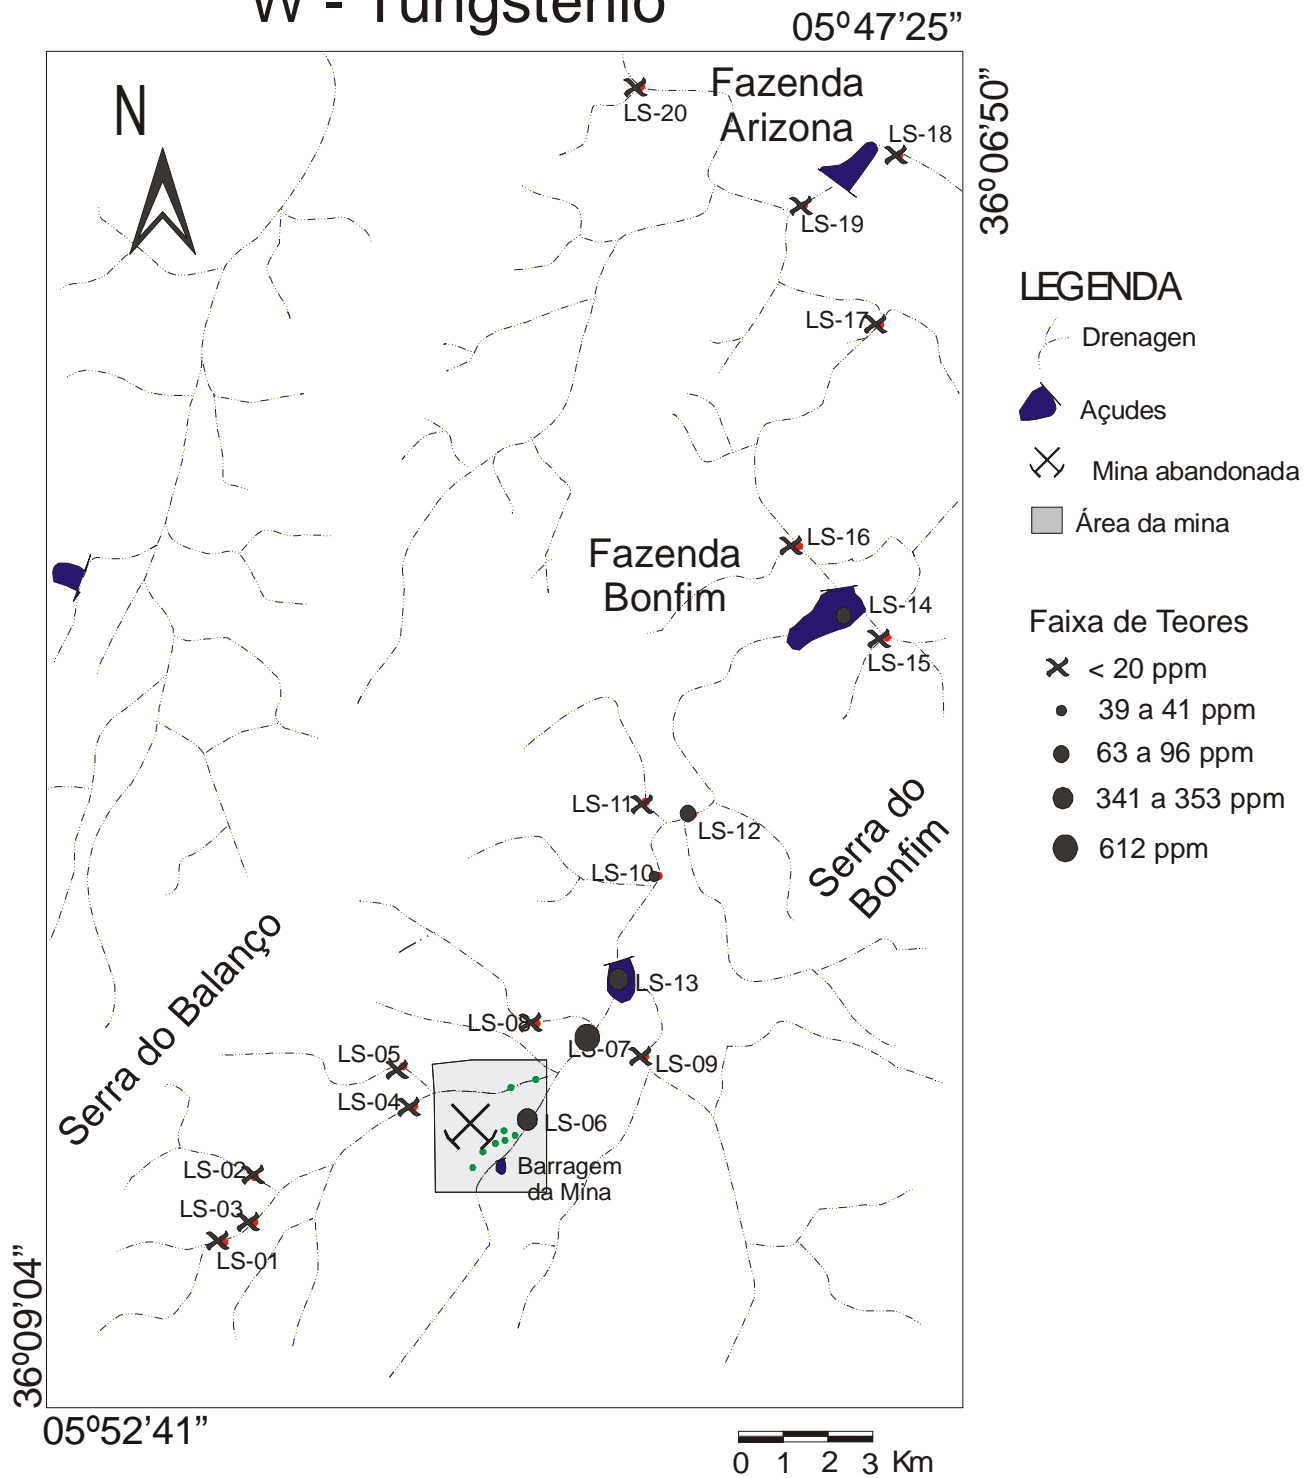 W - Tungstênio
05º47'25"
36º06'50"
N
Fazenda
Arizona
LS-20
LS-18
LS-19
LS-17
LEGENDA
Drenagen
Açudes
Mina abandonada
Área da mina
Fazenda
Bonfim
LS-16
LS-14
LS-15
Faixa de Teores
< 20 ppm
39 a 41 ppm
63 a 96 ppm
341 a 353 ppm
612 ppm
LS-11
LS-12
LS-10
Serra do
Bonfim
Serra do Balanço
LS-13
LS-08
LS-07
LS-09
LS-05
LS-04
LS-06
Barragem
da Mina
LS-02
LS-03
LS-01
36º09'04"
05º52'41"
0 1 2 3 Km